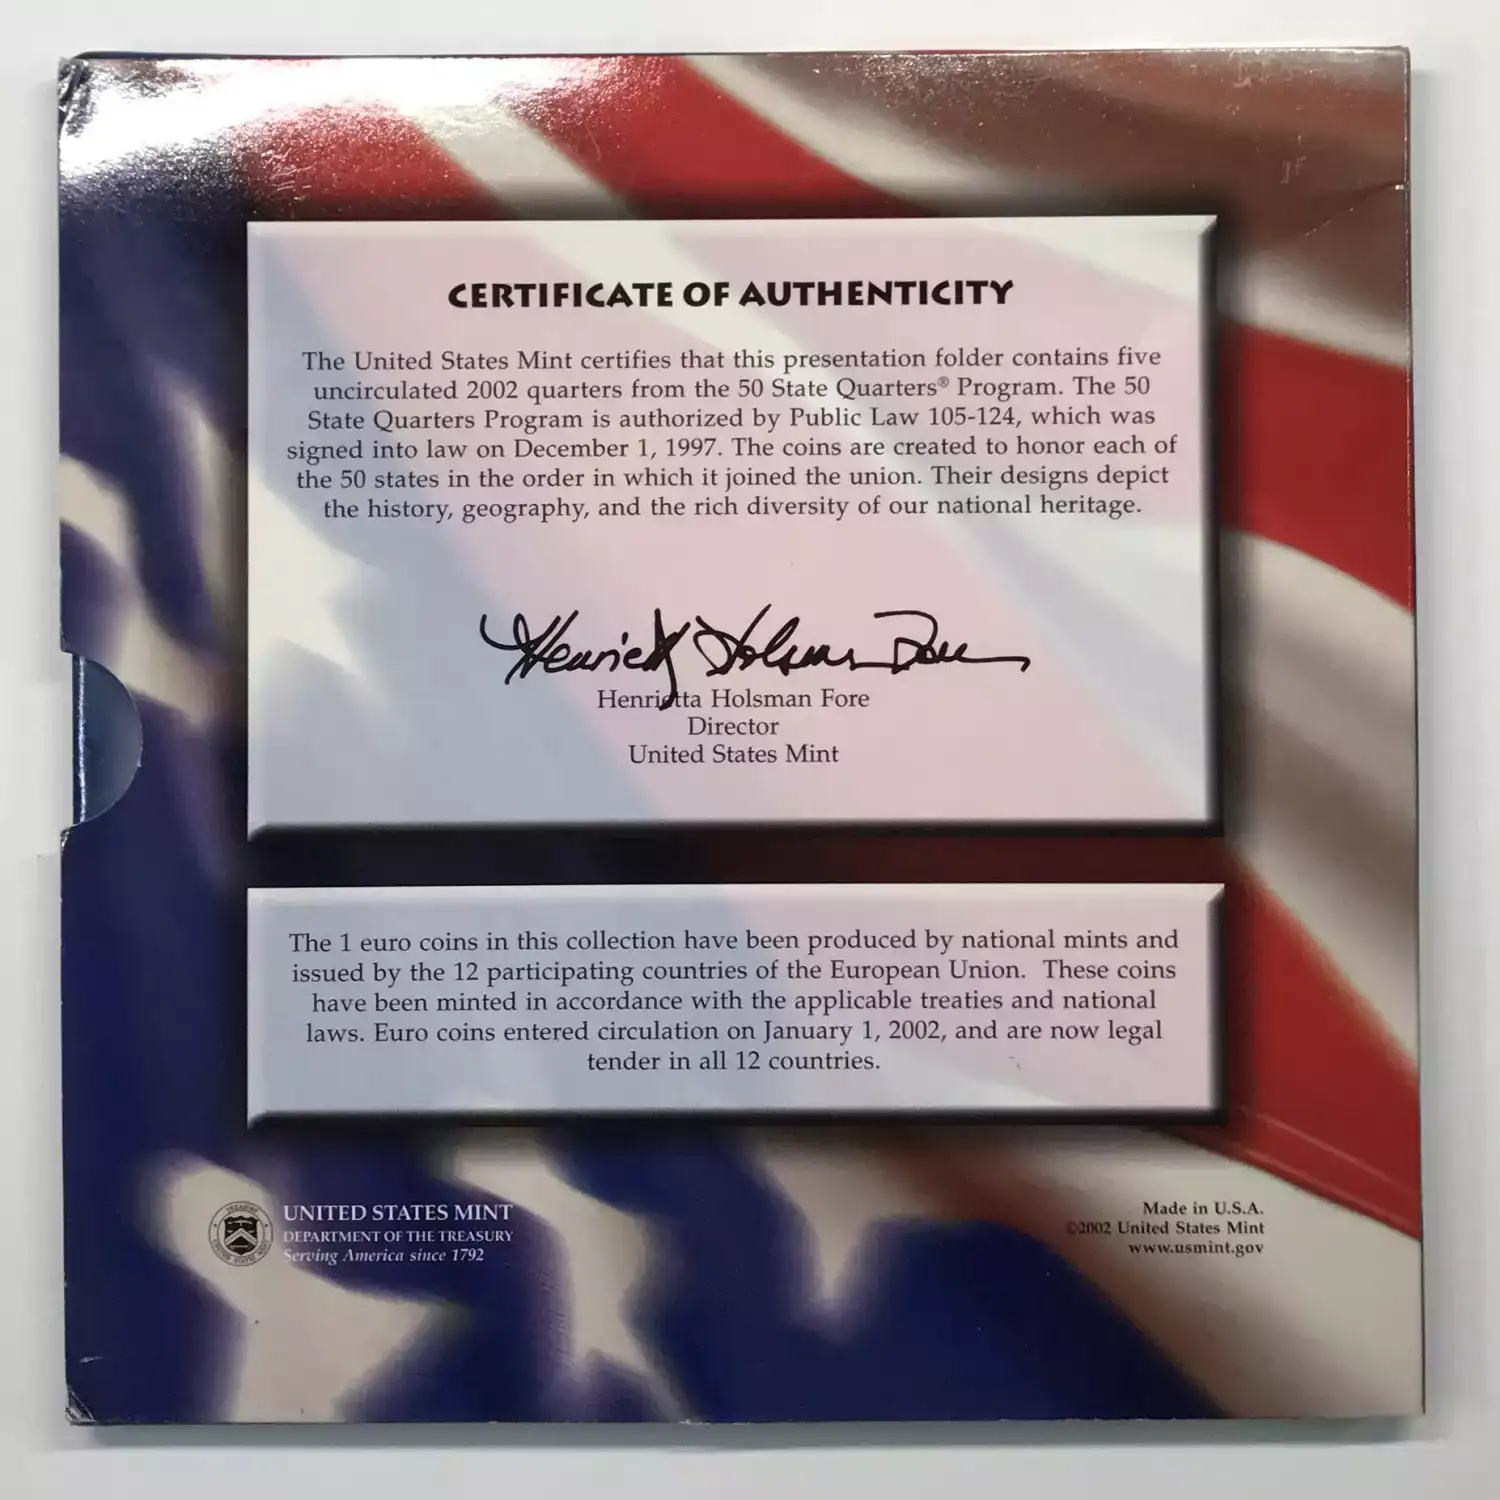 CERTIFICATE OF AUTHENTICITY
The United States Mint certifies that this presentation folder contains five
uncirculated 2002 quarters from the 50 State Quarters® Program. The 50
State Quarters Program is authorized by Public Law 105-124, which was
signed into law on December 1, 1997. The coins are created to honor each of
the 50 states in the order in which it joined the union. Their designs depict
the history, geography, and the rich diversity of our national heritage.
Henrietta Holsman Fore
Henrietta Holsman Fore
Director
United States Mint
The 1 euro coins in this collection have been produced by national mints and
issued by the 12 participating countries of the European Union. These coins
have been minted in accordance with the applicable treaties and national
laws. Euro coins entered circulation on January 1, 2002, and are now legal
tender in all 12 countries.
UNITED STATES MINT
DEPARTMENT OF THE TREASURY
Serving America since 1792
Made in U.S.A.
©2002 United States Mint
www.usmint.gov